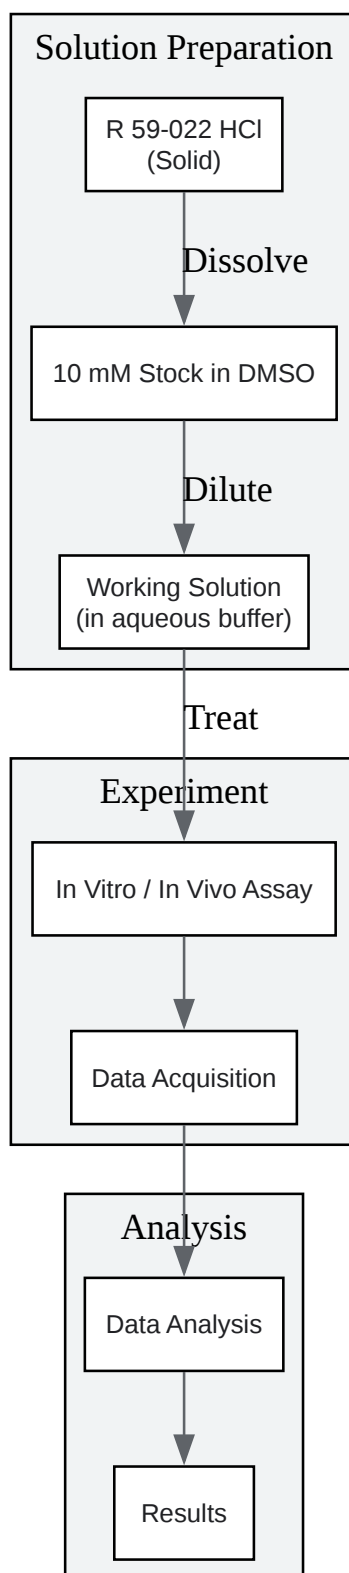 Solution Preparation
R 59-022 HCl
(Solid)
Dissolve
10 mM Stock in DMSO
Dilute
Working Solution
(in aqueous buffer)
Treat
Experiment
In Vitro / In Vivo Assay
Data Acquisition
Analysis
Data Analysis
Results